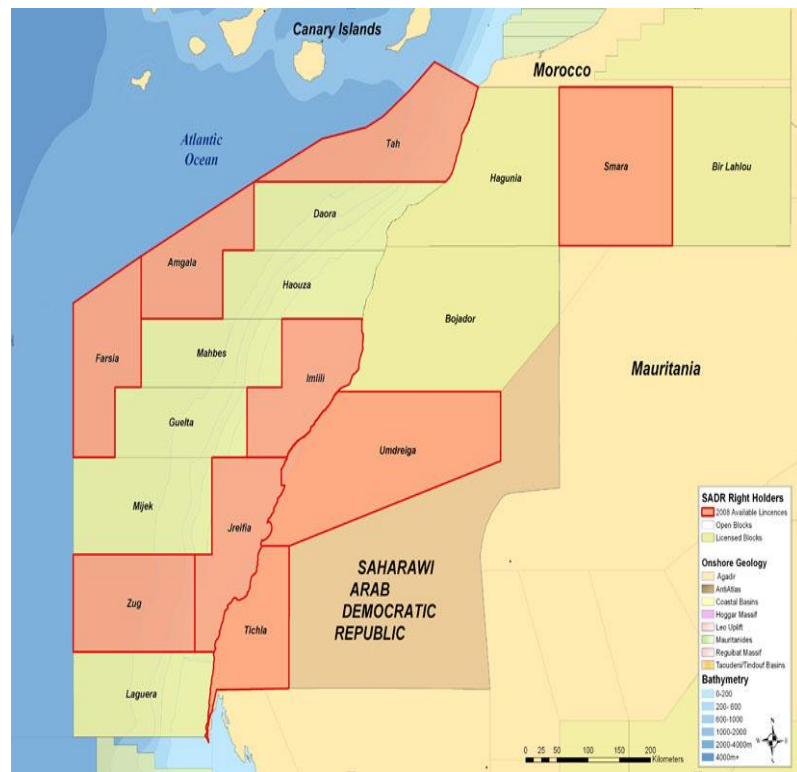 Canary Islands
Morocco
Atlantic
Ocean
Tah
Hagunia
Smara
Bir Lahlou
Daora
Amgala
Haouza
Bojador
Farsia
Mahbes
Imlili
Mauritania
Guelta
Umdreiga
Mijek
Jreifia
SAHARAWI
ARAB
DEMOCRATIC
REPUBLIC
Zug
Tichla
Laguera
SADR Right Holders
2008 Available Lincences
Open Blocks
Licensed Blocks
Onshore Geology
Agadir
AntiAtlas
Coastal Basins
Hoggar Massif
Leo Uplift
Mauritanides
Reguibat Massif
Taoudeni/Tindouf Basins
Bathymetry
0-200
200- 600
600-1000
1000-2000
2000-4000m
4000m+
N
W
E
S
0 25 50 100 150 200
Kilometers